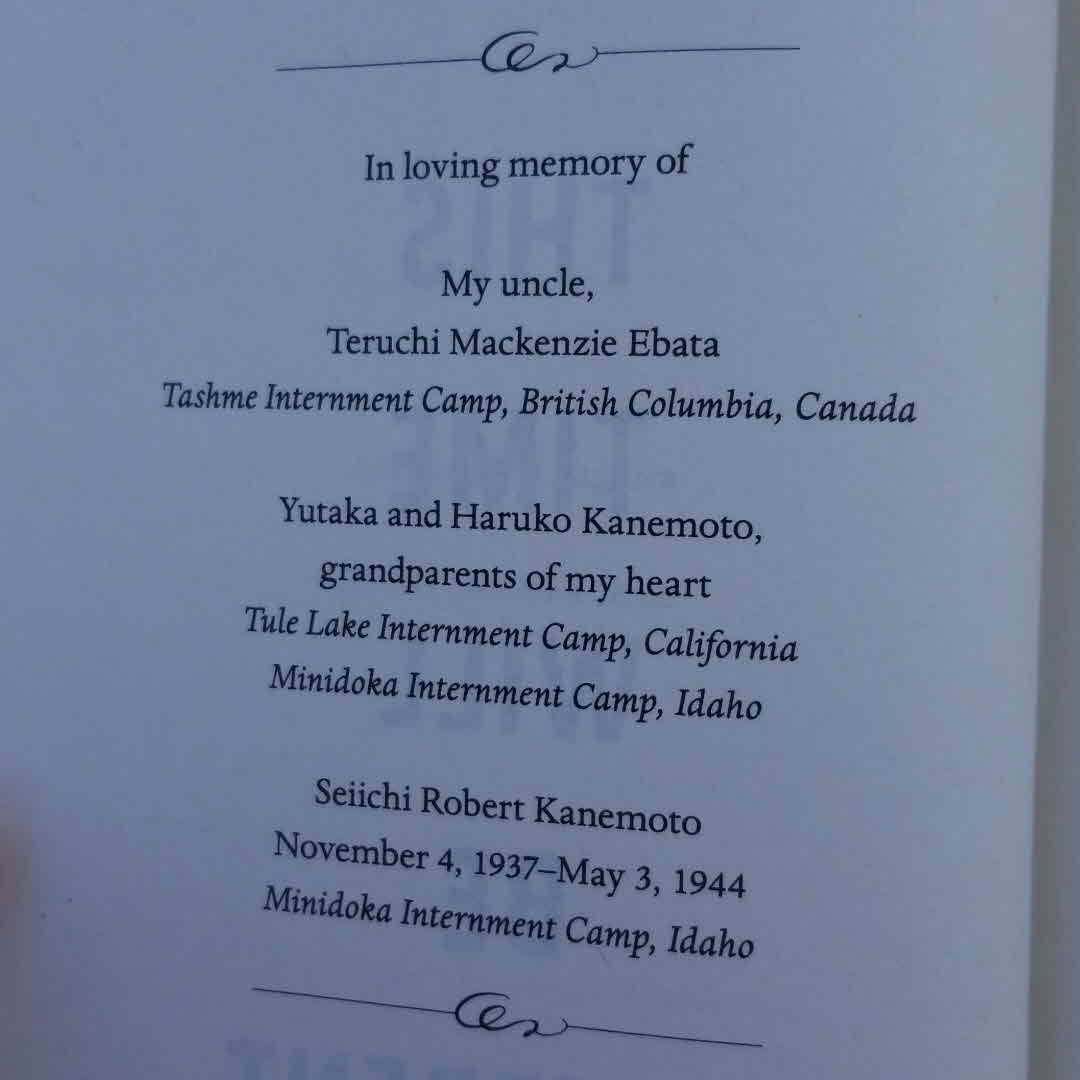 In loving memory of
My uncle,
Teruchi Mackenzie Ebata
Tashme Internment Camp, British Columbia, Canada
Yutaka and Haruko Kanemoto,
grandparents of my heart
Tule Lake Internment Camp, California
Minidoka Internment Camp, Idaho
Seiichi Robert Kanemoto
November 4, 1937–May 3, 1944
Minidoka Internment Camp, Idaho